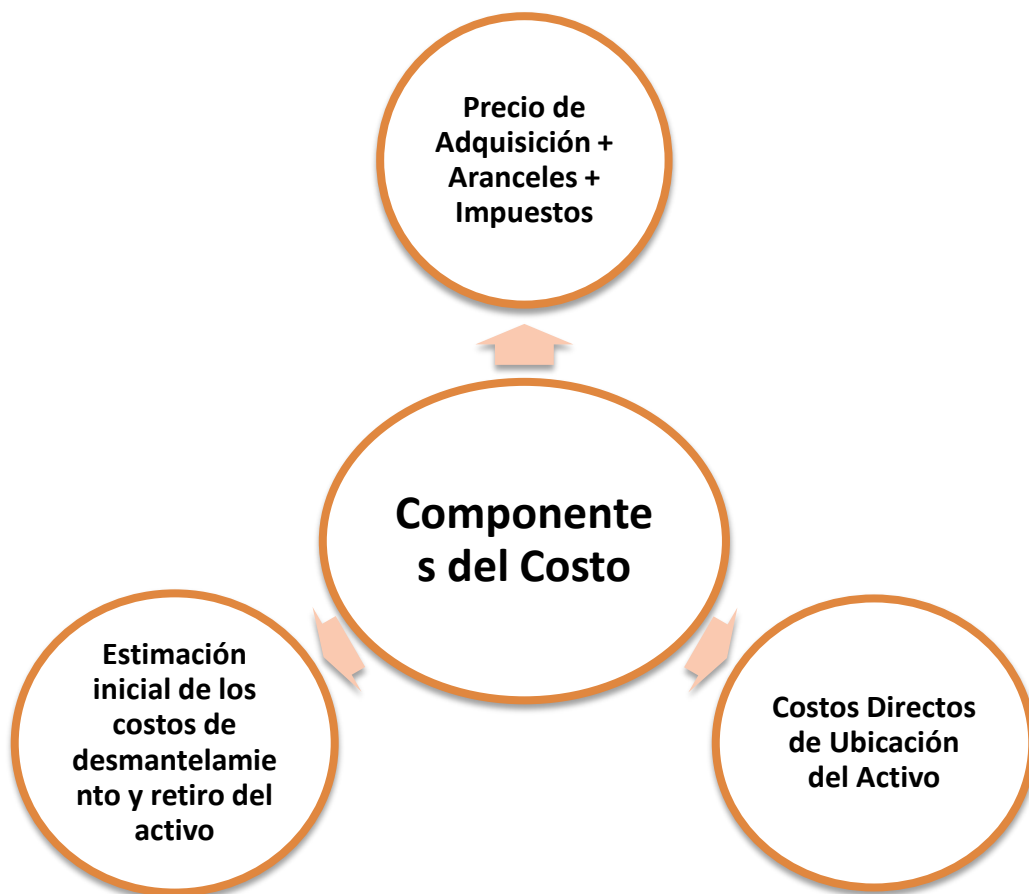 Precio de
Adquisición +
Aranceles +
Impuestos
Componente
s del Costo
Estimación
inicial de los
costos de
desmantelamie
nto y retiro del
activo
Costos Directos
de Ubicación
del Activo